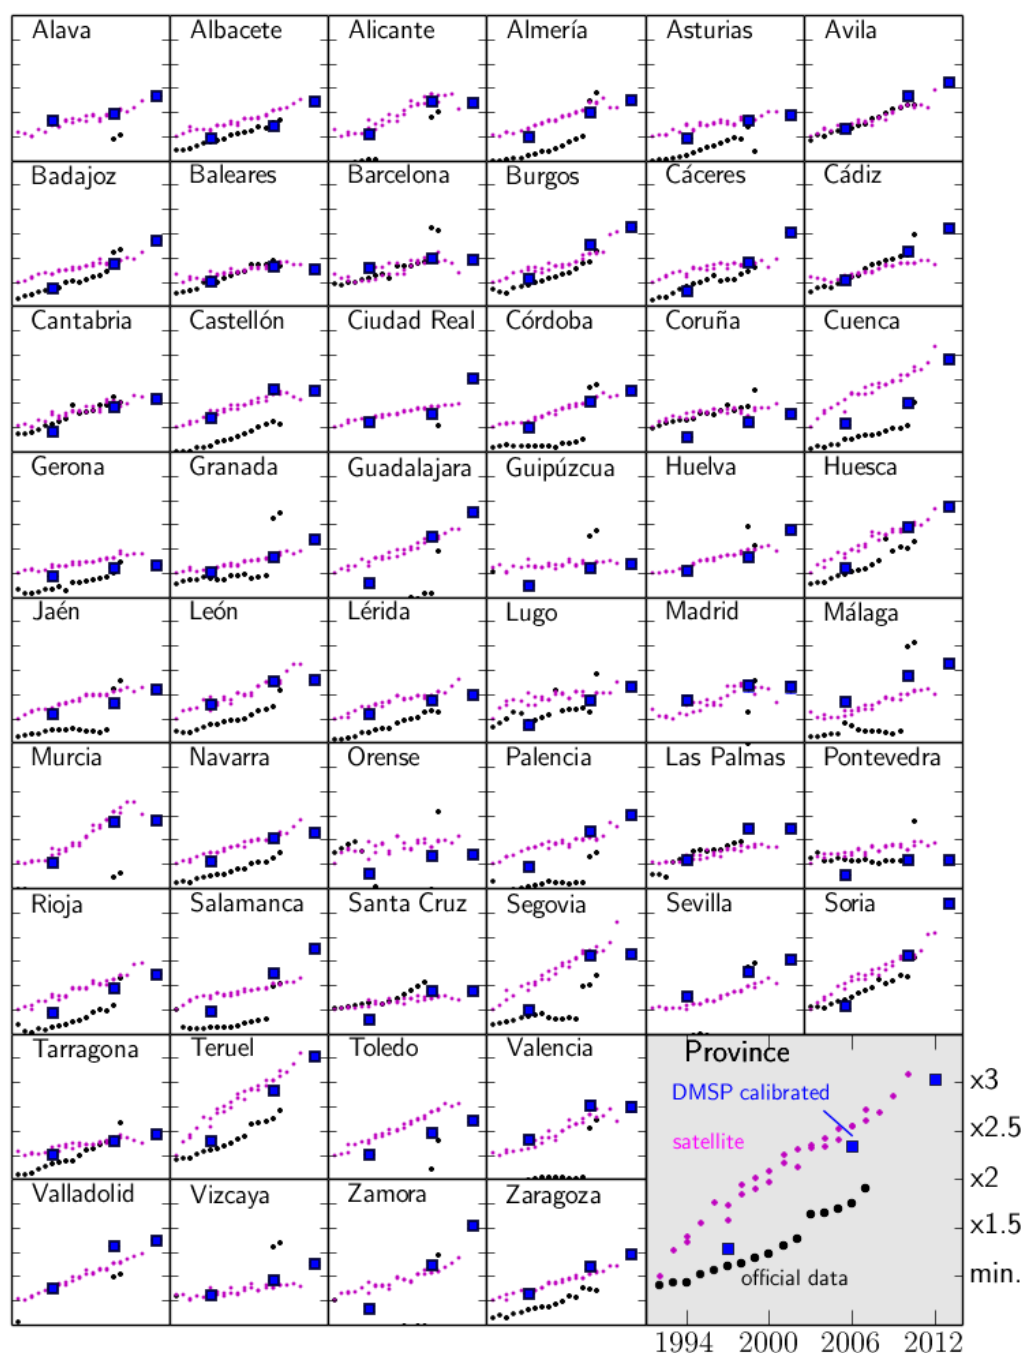 Alava Albacete Alicante Almería Asturias Avila
Badajoz Baleares Barcelona Burgos Cáceres Cádiz
Cantabria Castellón Ciudad Real Córdoba Coruña Cuenca
Gerona Granada Guadalajara Guipúzcua Huelva Huesca
Jaén León Lérida Lugo Madrid Málaga
Murcia Navarra Orense Palencia Las Palmas Pontevedra
Rioja Salamanca Santa Cruz Segovia Sevilla Soria
Tarragona Teruel Toledo Valencia Province
x3
DMSP calibrated
x2.5
satellite
x2
Valladolid Vizcaya Zamora Zaragoza
x1.5
official data
min.
1994 2000 2006 2012